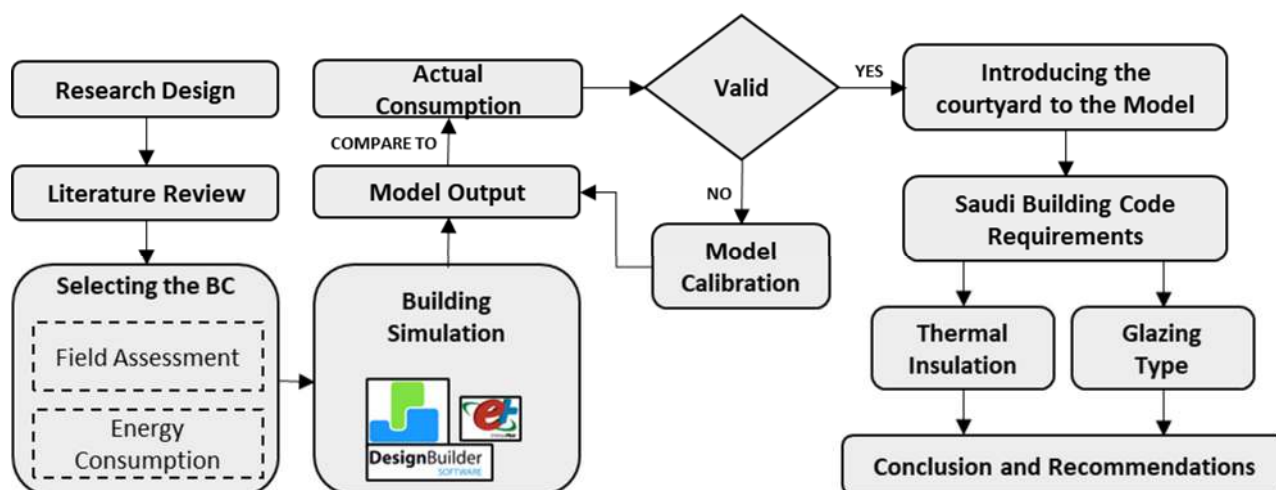 Research Design
Literature Review
Selecting the BC
Field Assessment
Energy
Consumption
Building
Simulation
DesignBuilder
SOFTWARE
Model Output
COMPARE TO
Actual
Consumption
Valid
NO
Model
Calibration
YES
Introducing the
courtyard to the Model
Saudi Building Code
Requirements
Thermal
Insulation
Glazing
Type
Conclusion and Recommendations